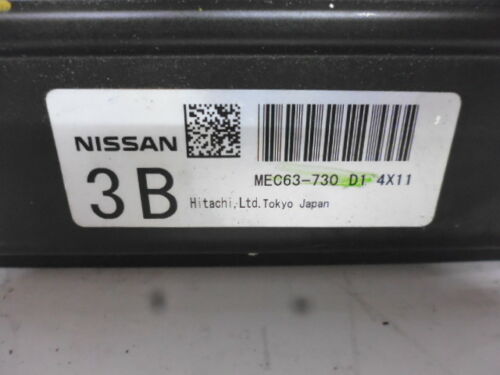 NISSAN
3B
MEC63-730 D1 4X11
Hitachi,Ltd.Tokyo Japan